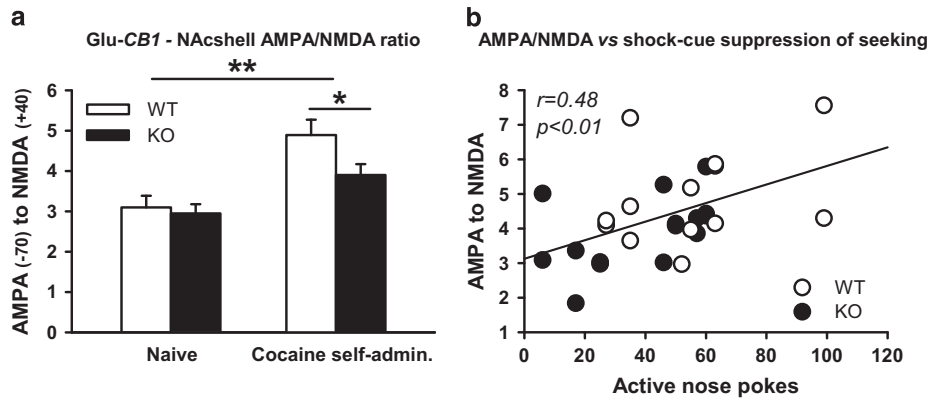 a
Glu-CB1 - NAcshell AMPA/NMDA ratio
**
*
WT
KO
6
5
4
3
2
1
0
AMPA (-70) to NMDA (+40)
Naive
Cocaine self-admin.
b
AMPA/NMDA vs shock-cue suppression of seeking
r=0.48
p<0.01
8
7
6
5
4
3
2
1
AMPA to NMDA
WT
KO
0 20 40 60 80 100 120
Active nose pokes